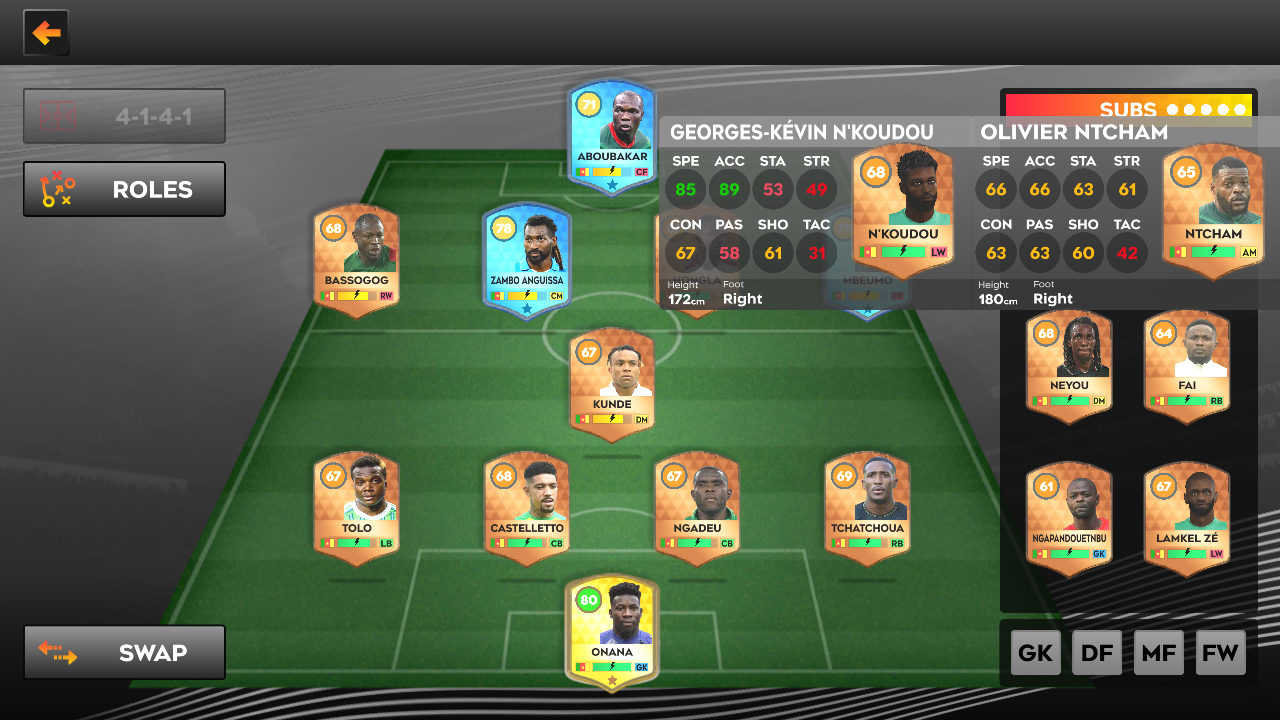 4-1-4-1
ROLES
SUBS
71
ABOUBAKAR
CF
GEORGES-KÉVIN N'KOUDOU
SPE ACC STA STR
85 89 53 49
CON PAS SHO TAC
67 58 61 31
Height Foot
172cm Right
68
N'KOUDOU
LW
OLIVIER NTCHAM
SPE ACC STA STR
66 66 63 61
CON PAS SHO TAC
63 63 60 42
Height Foot
180cm Right
65
NTCHAM
AM
68
BASSOGOG
RW
78
ZAMBO ANGUISSA
CM
HONGLA
MBEUMO
RW
67
KUNDE
DM
68
NEYOU
DM
64
FAI
RB
67
TOLO
LB
68
CASTELLETTO
CB
67
NGADEU
CB
69
TCHATCHOUA
RB
61
NGAPANDOUETNBU
GK
67
LAMKEL ZÉ
LW
80
ONANA
GK
SWAP
GK DF MF FW